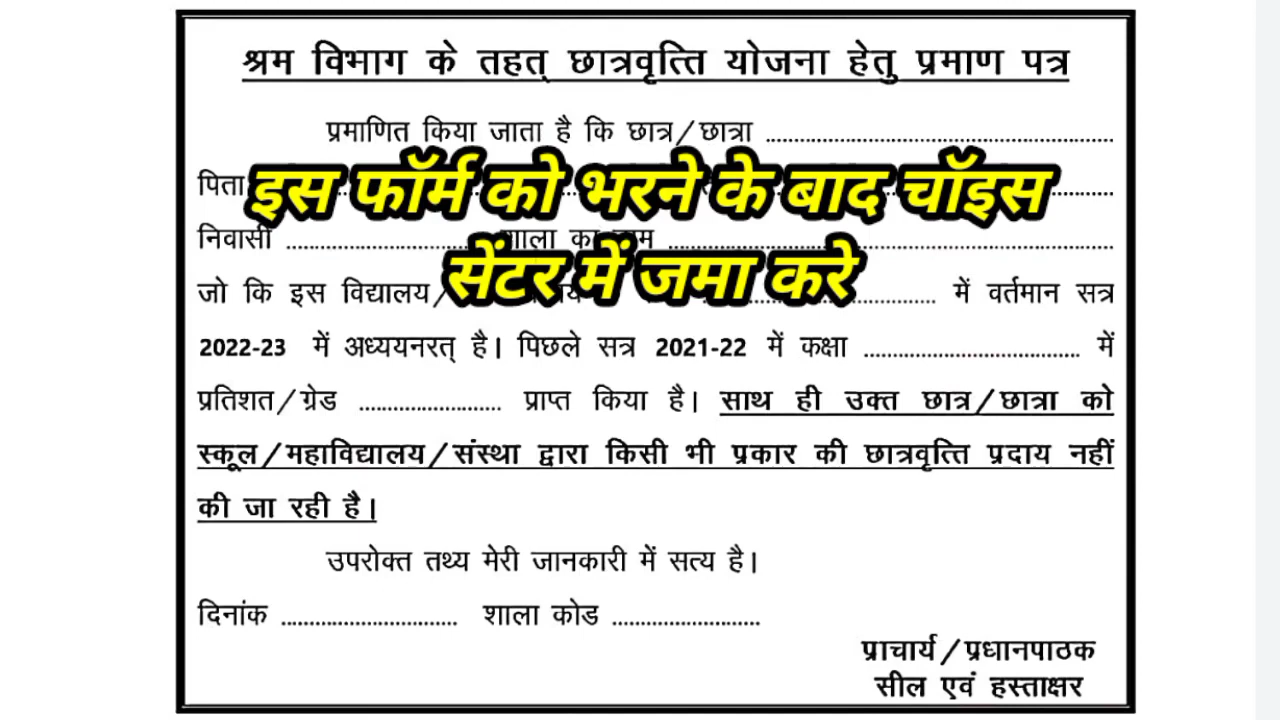 श्रम विभाग के तहत् छात्रवृत्ति योजना हेतु प्रमाण पत्र
प्रमाणित किया जाता है कि छात्र/छात्रा ....................
पिता
इस फॉर्म को भरने के बाद चॉइस
निवासी .................... शाला का नाम ....................
सेंटर में जमा करे
जो कि इस विद्यालय/ .................... में वर्तमान सत्र
2022-23 में अध्ययनरत् है। पिछले सत्र 2021-22 में कक्षा .................... में
प्रतिशत/ग्रेड .................... प्राप्त किया है। साथ ही उक्त छात्र/छात्रा को
स्कूल/महाविद्यालय/संस्था द्वारा किसी भी प्रकार की छात्रवृत्ति प्रदाय नहीं
की जा रही है।
उपरोक्त तथ्य मेरी जानकारी में सत्य है।
दिनांक .................... शाला कोड ....................
प्राचार्य/प्रधानपाठक
सील एवं हस्ताक्षर